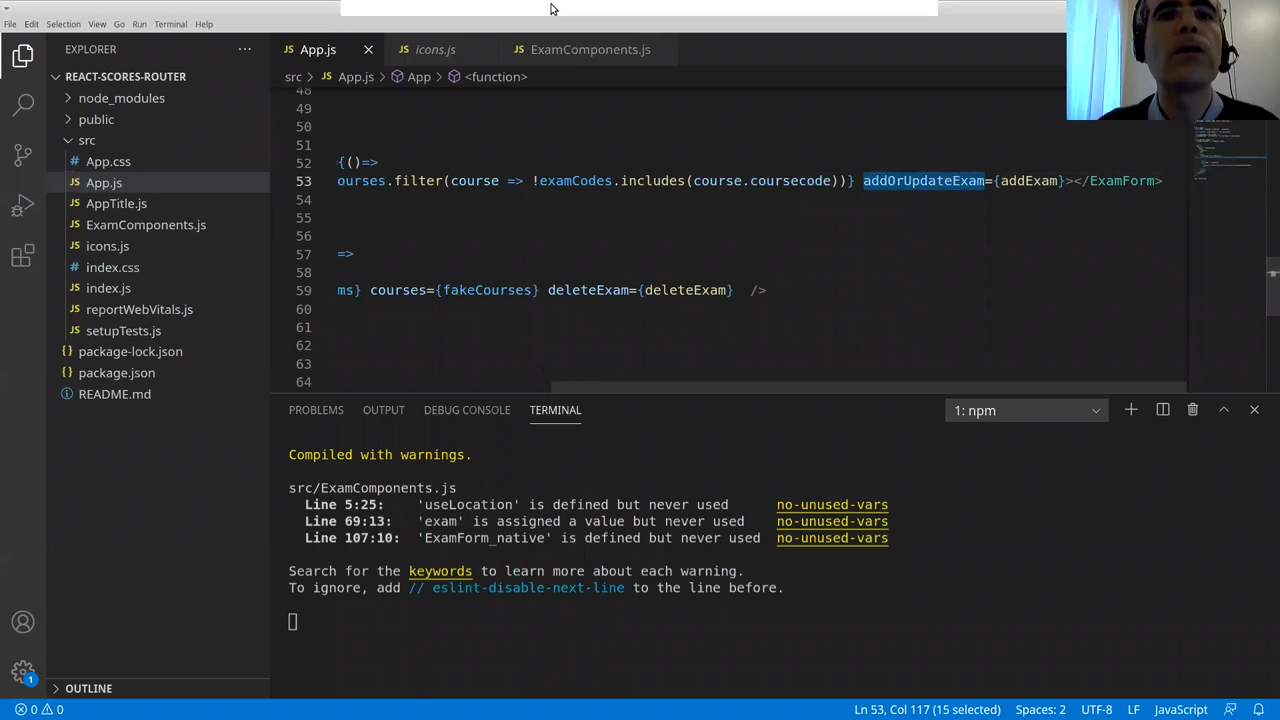 File Edit Selection View Go Run Terminal Help
EXPLORER
REACT-SCORES-ROUTER
node_modules
public
src
App.css
App.js
AppTitle.js
ExamComponents.js
icons.js
index.css
index.js
reportWebVitals.js
setupTests.js
package-lock.json
package.json
README.md
OUTLINE
App.js icons.js ExamComponents.js
src > App.js > App > <function>
48
49
50
51
52 {()=>
53 ourses.filter(course => !examCodes.includes(course.coursecode))} addOrUpdateExam={addExam}></ExamForm>
54
55
56
57 =>
58
59 ms} courses={fakeCourses} deleteExam={deleteExam} />
60
61
62
63
64
PROBLEMS OUTPUT DEBUG CONSOLE TERMINAL 1: npm
Compiled with warnings.
src/ExamComponents.js
Line 5:25: 'useLocation' is defined but never used no-unused-vars
Line 69:13: 'exam' is assigned a value but never used no-unused-vars
Line 107:10: 'ExamForm_native' is defined but never used no-unused-vars
Search for the keywords to learn more about each warning.
To ignore, add // eslint-disable-next-line to the line before.
1
0 0 Ln 53, Col 117 (15 selected) Spaces: 2 UTF-8 LF JavaScript